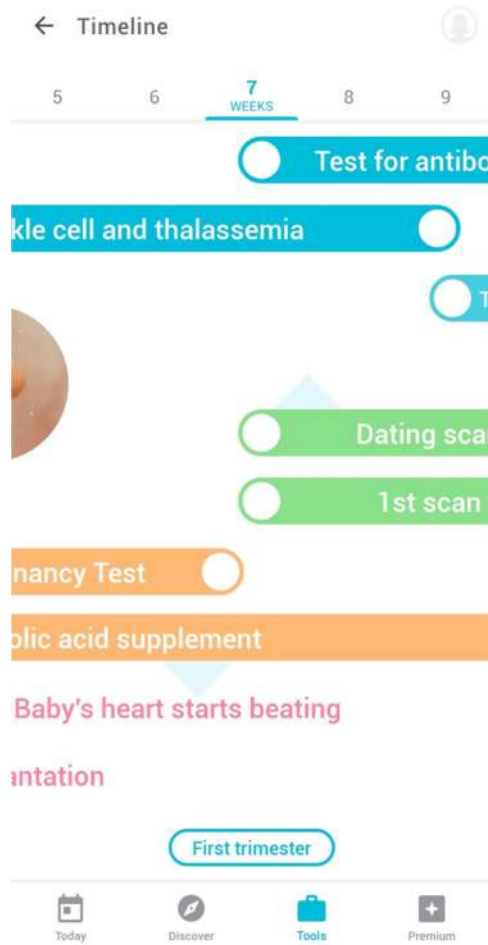 Timeline
5 6 7 8 9
WEEKS
Test for antibo
kle cell and thalassemia
T
Dating sca
1st scan
nancy Test
olic acid supplement
Baby's heart starts beating
antation
First trimester
Today Discover Tools Premium